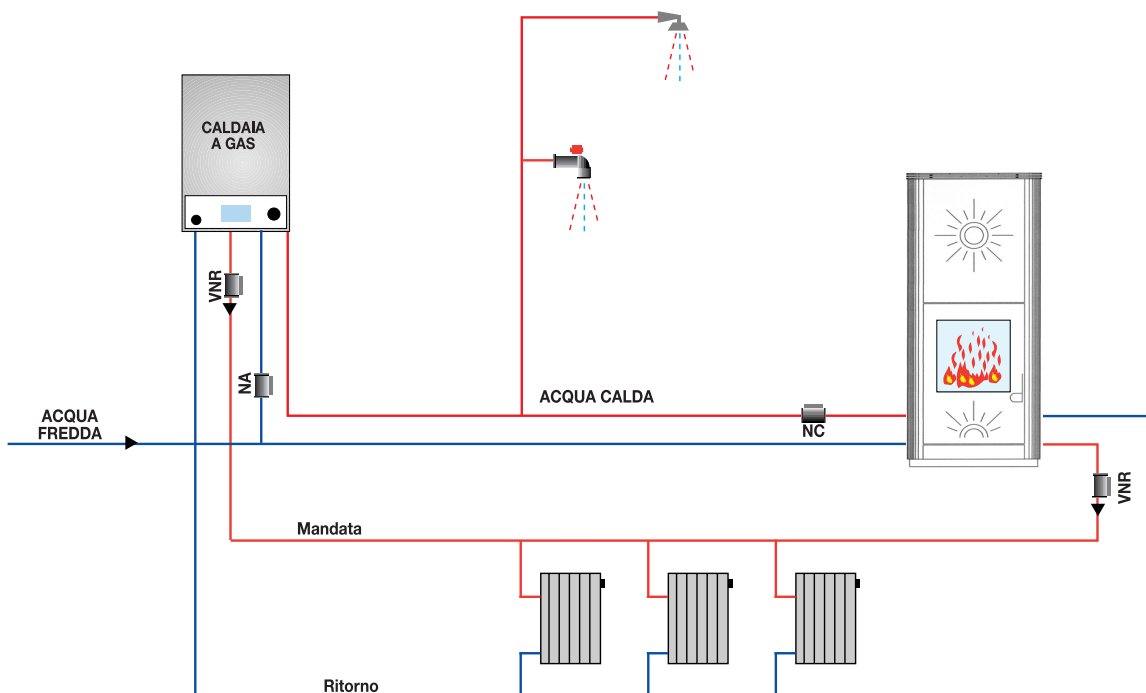 CALDAIA
A GAS
VNR
NA
ACQUA
FREDDA
ACQUA CALDA
NC
VNR
Mandata
Ritorno